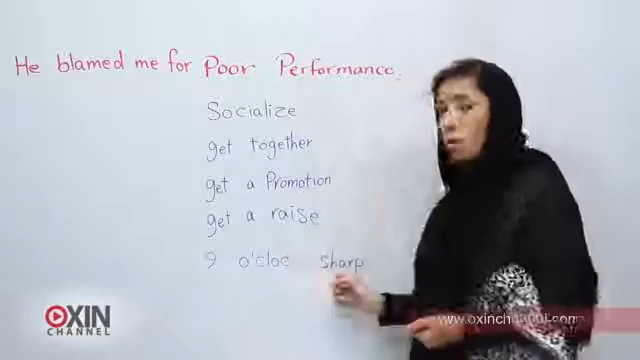 He blamed me for Poor Performance.
Socialize
get together
get a Promotion
get a raise
9 o'cloc sharp
OXIN
CHANNEL
www.oxinchannel.com